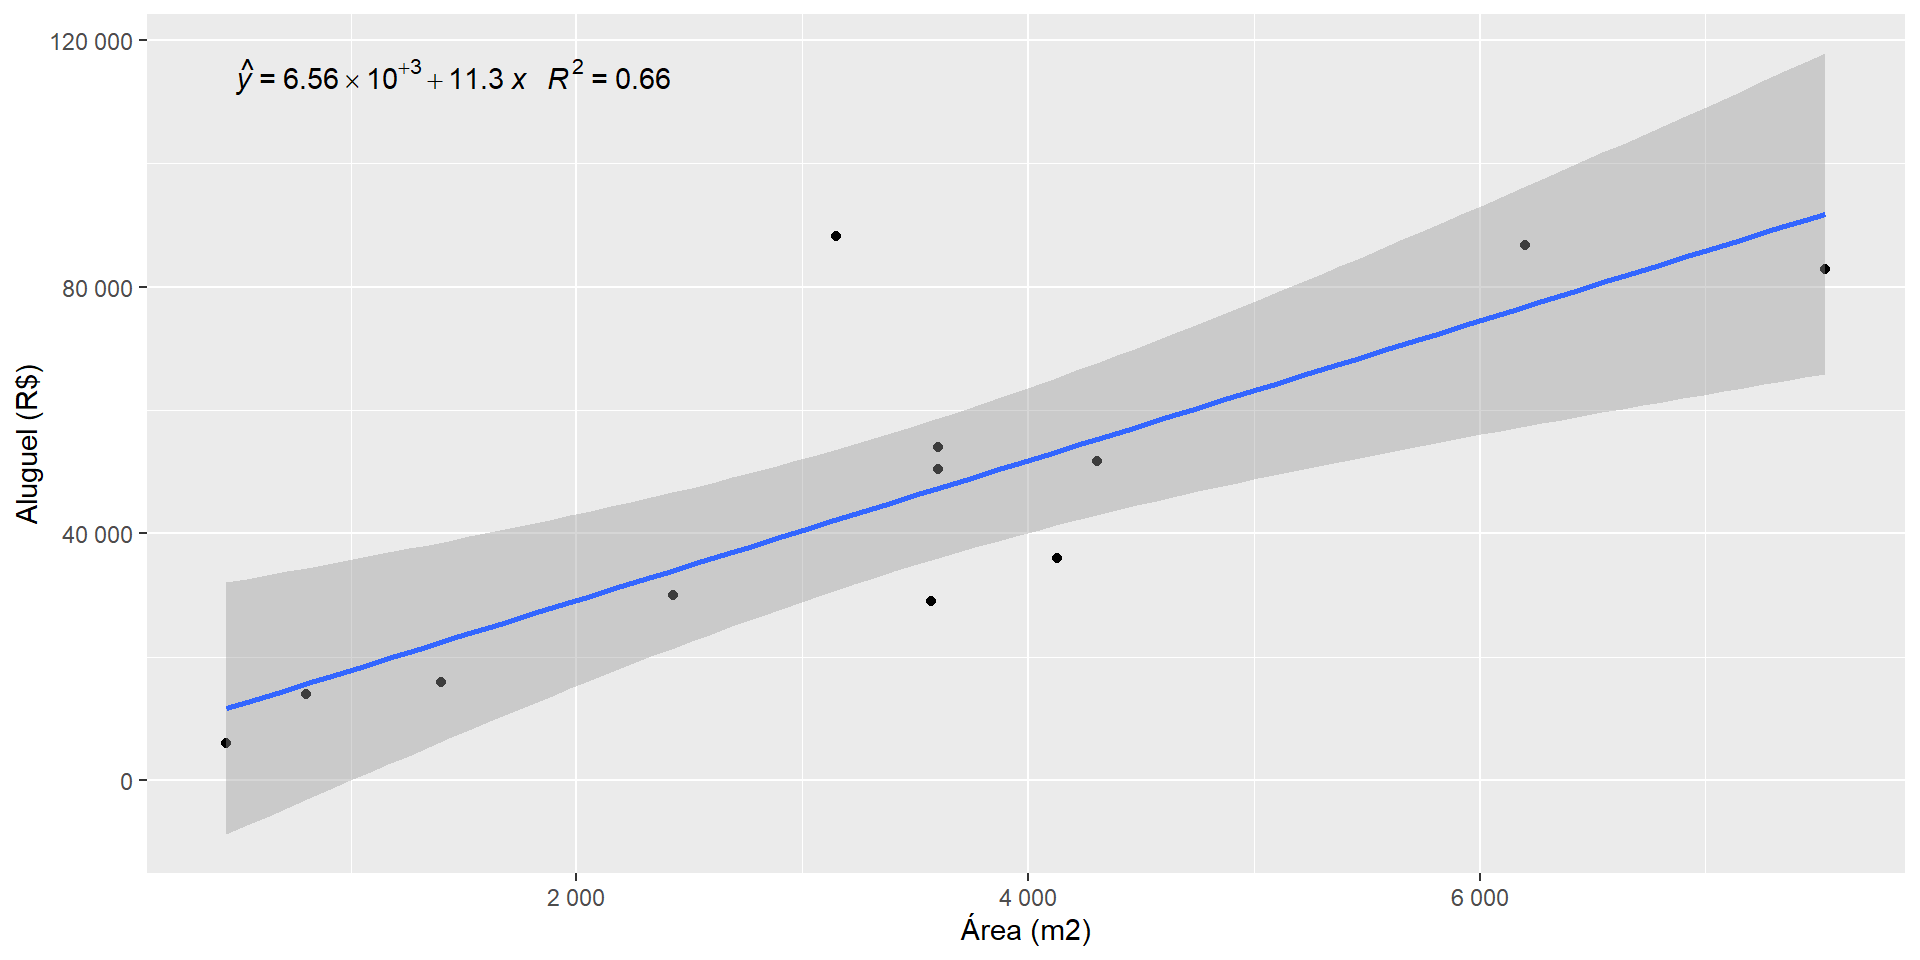 120 000
ŷ = 6.56 × 10⁺³ + 11.3 x R² = 0.66
80 000
Aluguel (R$)
40 000
0
2 000 4 000 6 000
Área (m2)